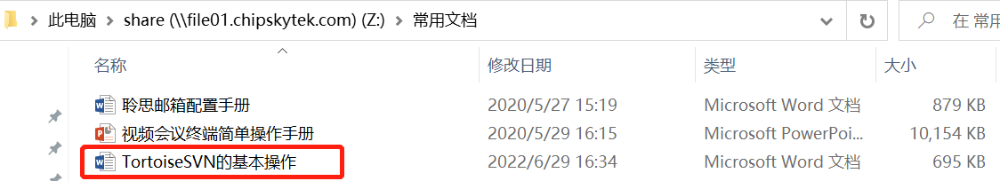 此电脑 > share (\\file01.chipskytek.com) (Z:) > 常用文档 在 常用
名称 修改日期 类型 大小
聆思邮箱配置手册 2020/5/27 15:19 Microsoft Word 文档 879 KB
视频会议终端简单操作手册 2020/5/29 16:15 Microsoft PowerPoi... 10,154 KB
TortoiseSVN的基本操作 2022/6/29 16:34 Microsoft Word 文档 695 KB